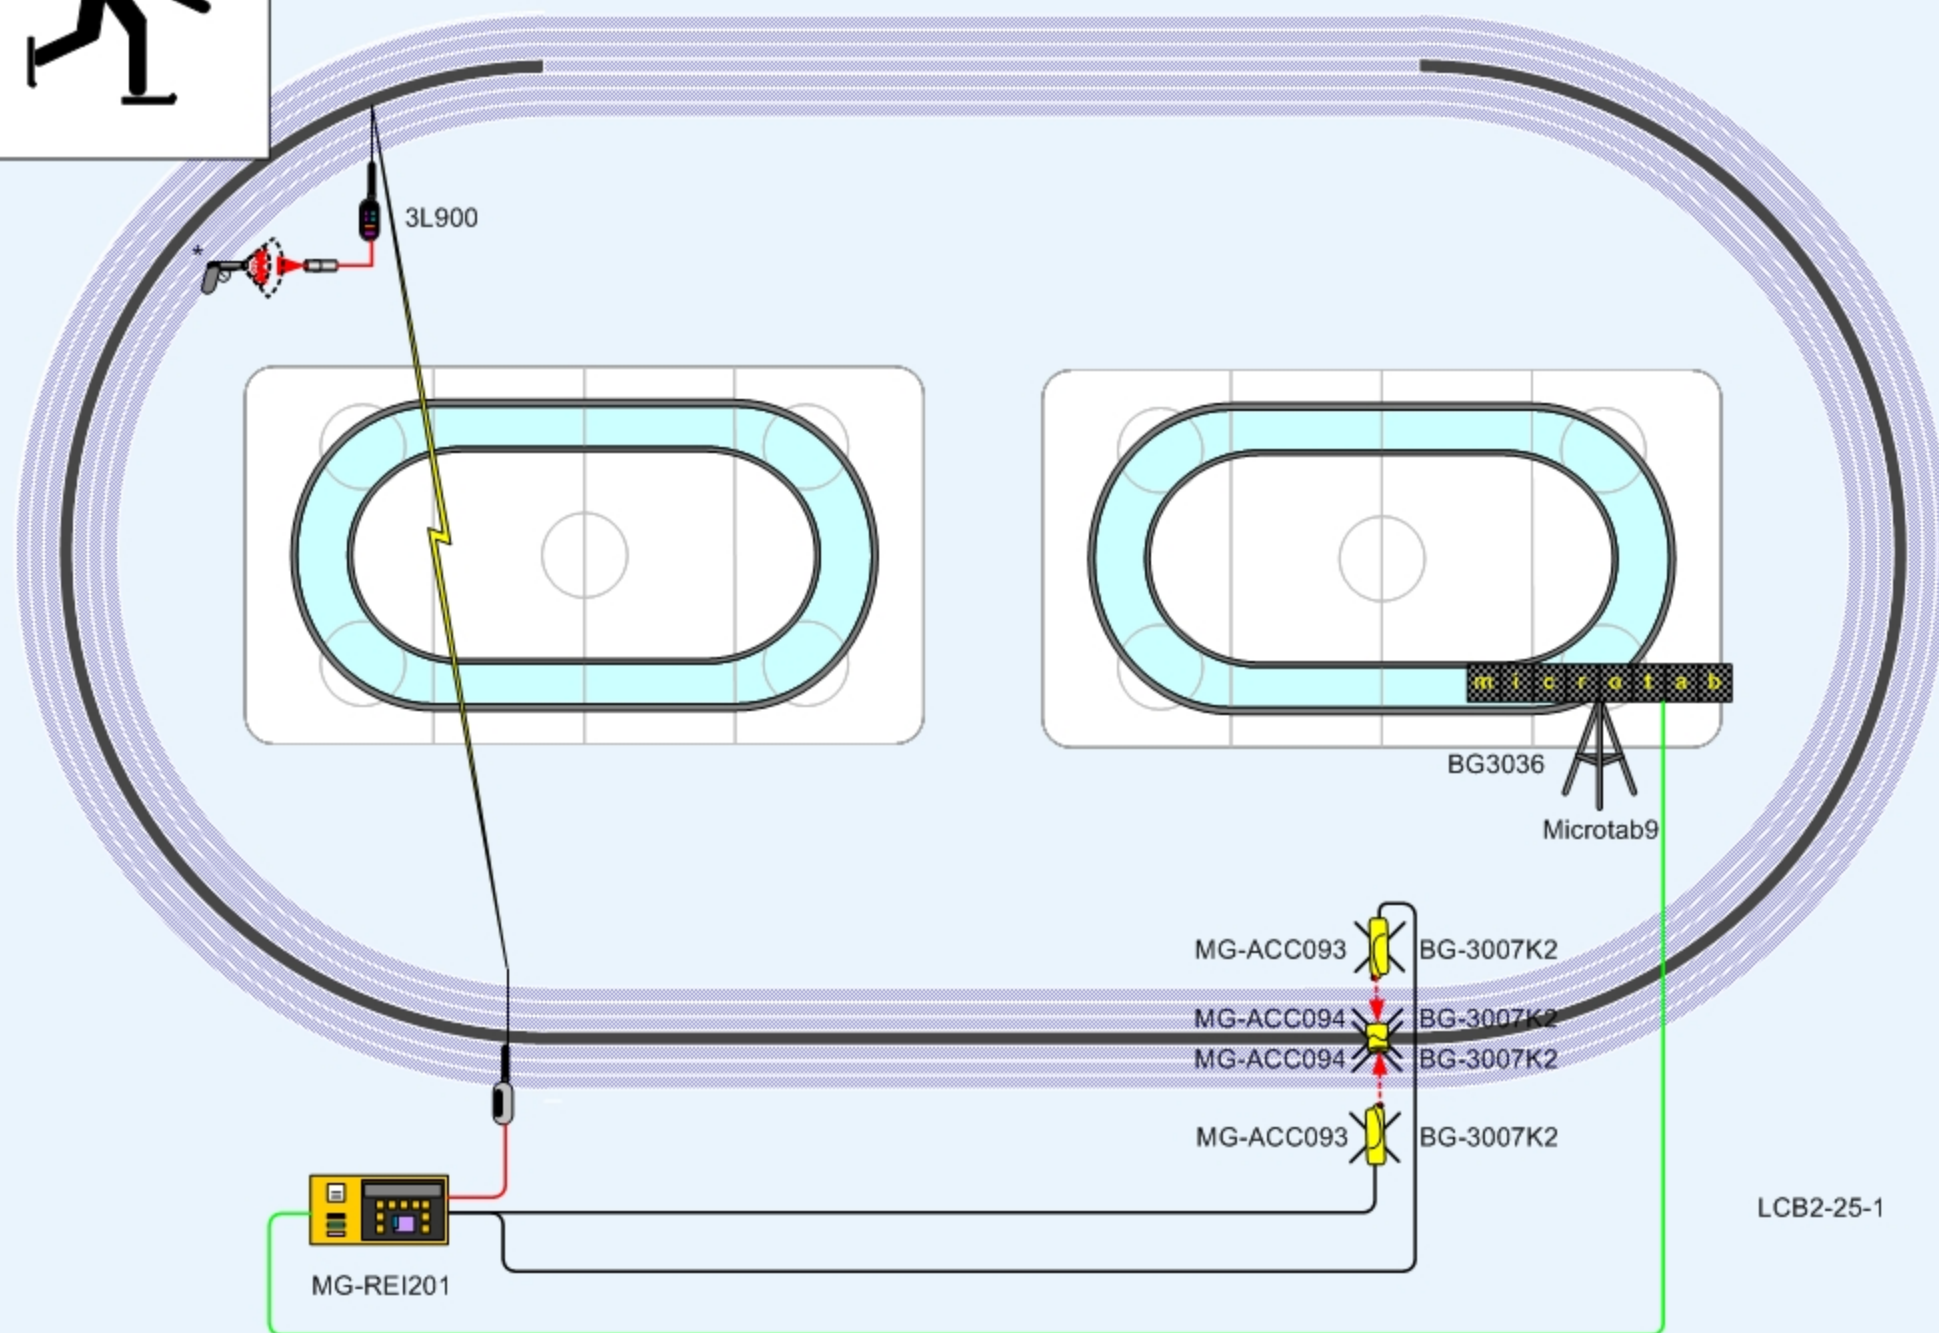 3L900
*
microtab
BG3036
Microtab9
MG-ACC093 BG-3007K2
MG-ACC094 BG-3007K2
MG-ACC094 BG-3007K2
MG-ACC093 BG-3007K2
LCB2-25-1
MG-REI201